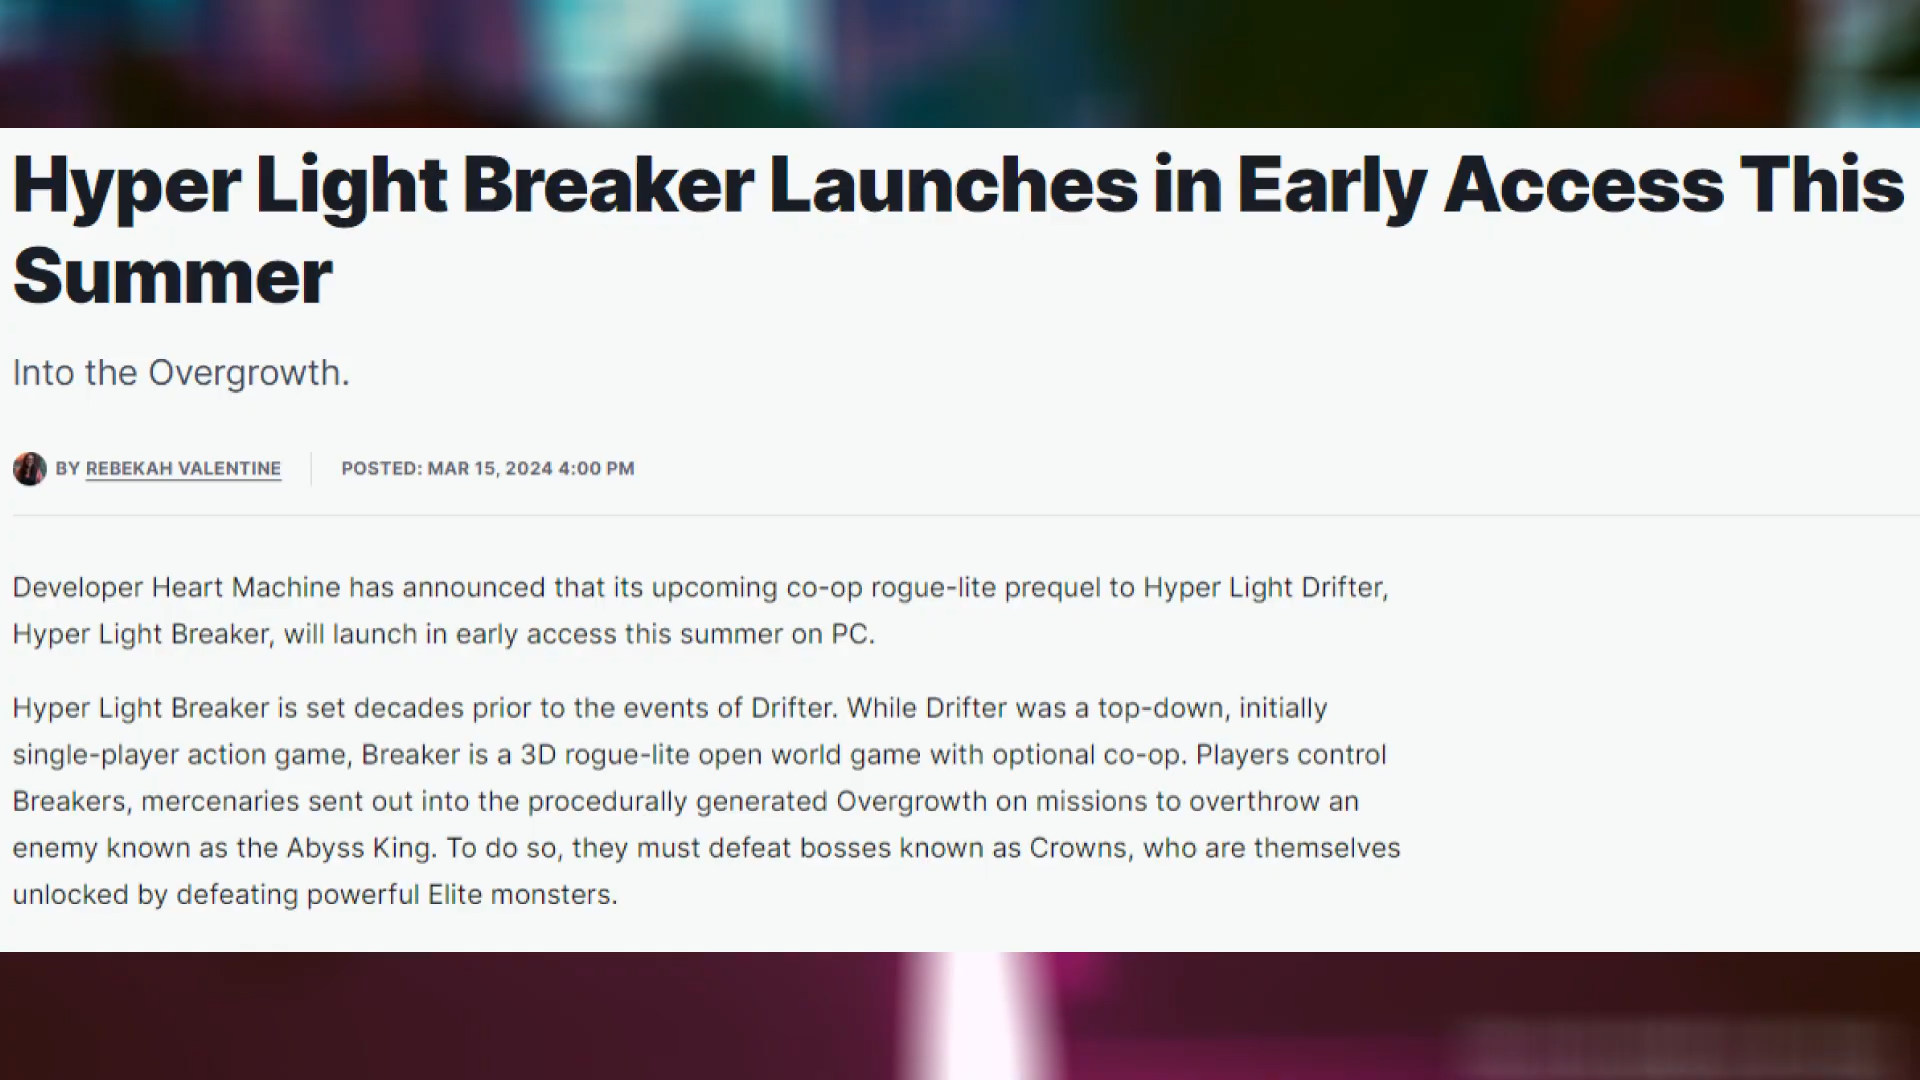 Hyper Light Breaker Launches in Early Access This
Summer
Into the Overgrowth.
BY REBEKAH VALENTINE POSTED: MAR 15, 2024 4:00 PM
Developer Heart Machine has announced that its upcoming co-op rogue-lite prequel to Hyper Light Drifter,
Hyper Light Breaker, will launch in early access this summer on PC.
Hyper Light Breaker is set decades prior to the events of Drifter. While Drifter was a top-down, initially
single-player action game, Breaker is a 3D rogue-lite open world game with optional co-op. Players control
Breakers, mercenaries sent out into the procedurally generated Overgrowth on missions to overthrow an
enemy known as the Abyss King. To do so, they must defeat bosses known as Crowns, who are themselves
unlocked by defeating powerful Elite monsters.